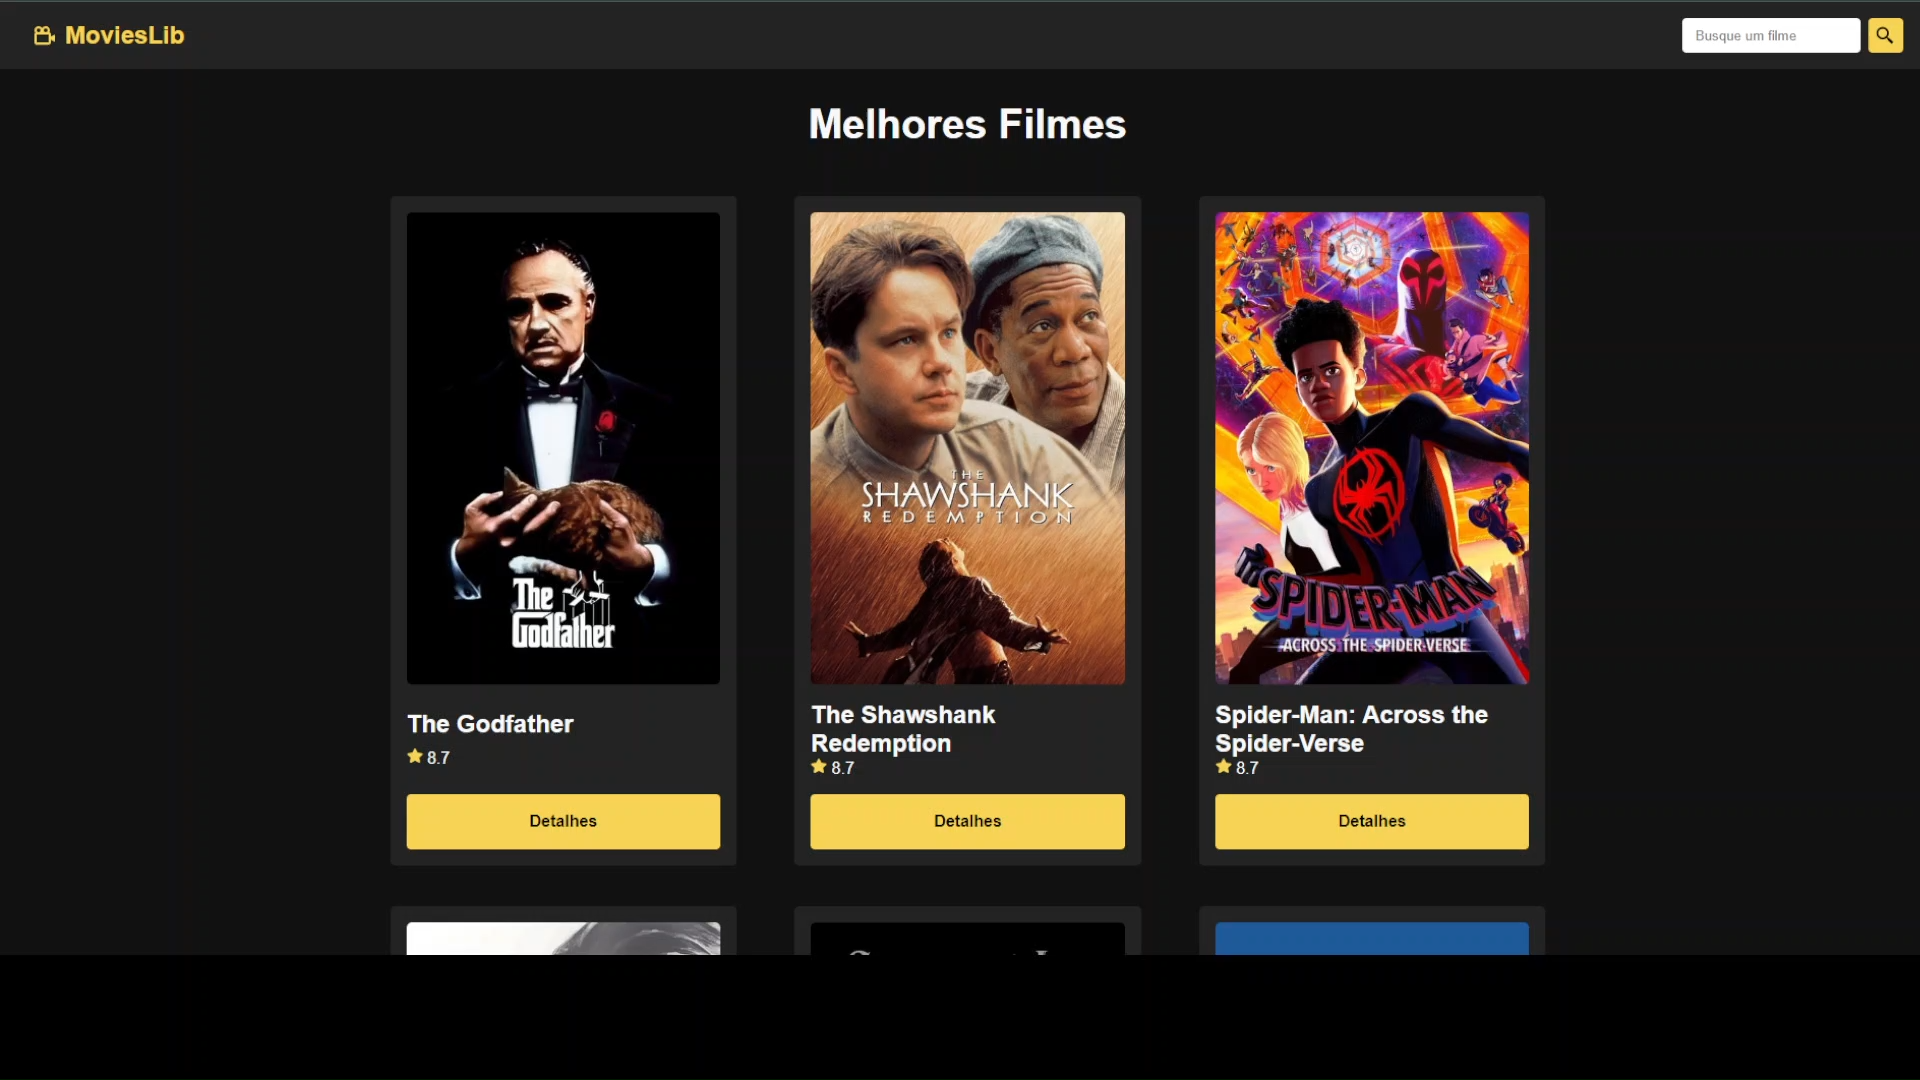 MoviesLib
Busque um filme
Melhores Filmes
The
Godfather
THE
SHAWSHANK
REDEMPTION
SPIDER-MAN
ACROSS THE SPIDER-VERSE
The Godfather
8.7
Detalhes
The Shawshank
Redemption
8.7
Detalhes
Spider-Man: Across the
Spider-Verse
8.7
Detalhes